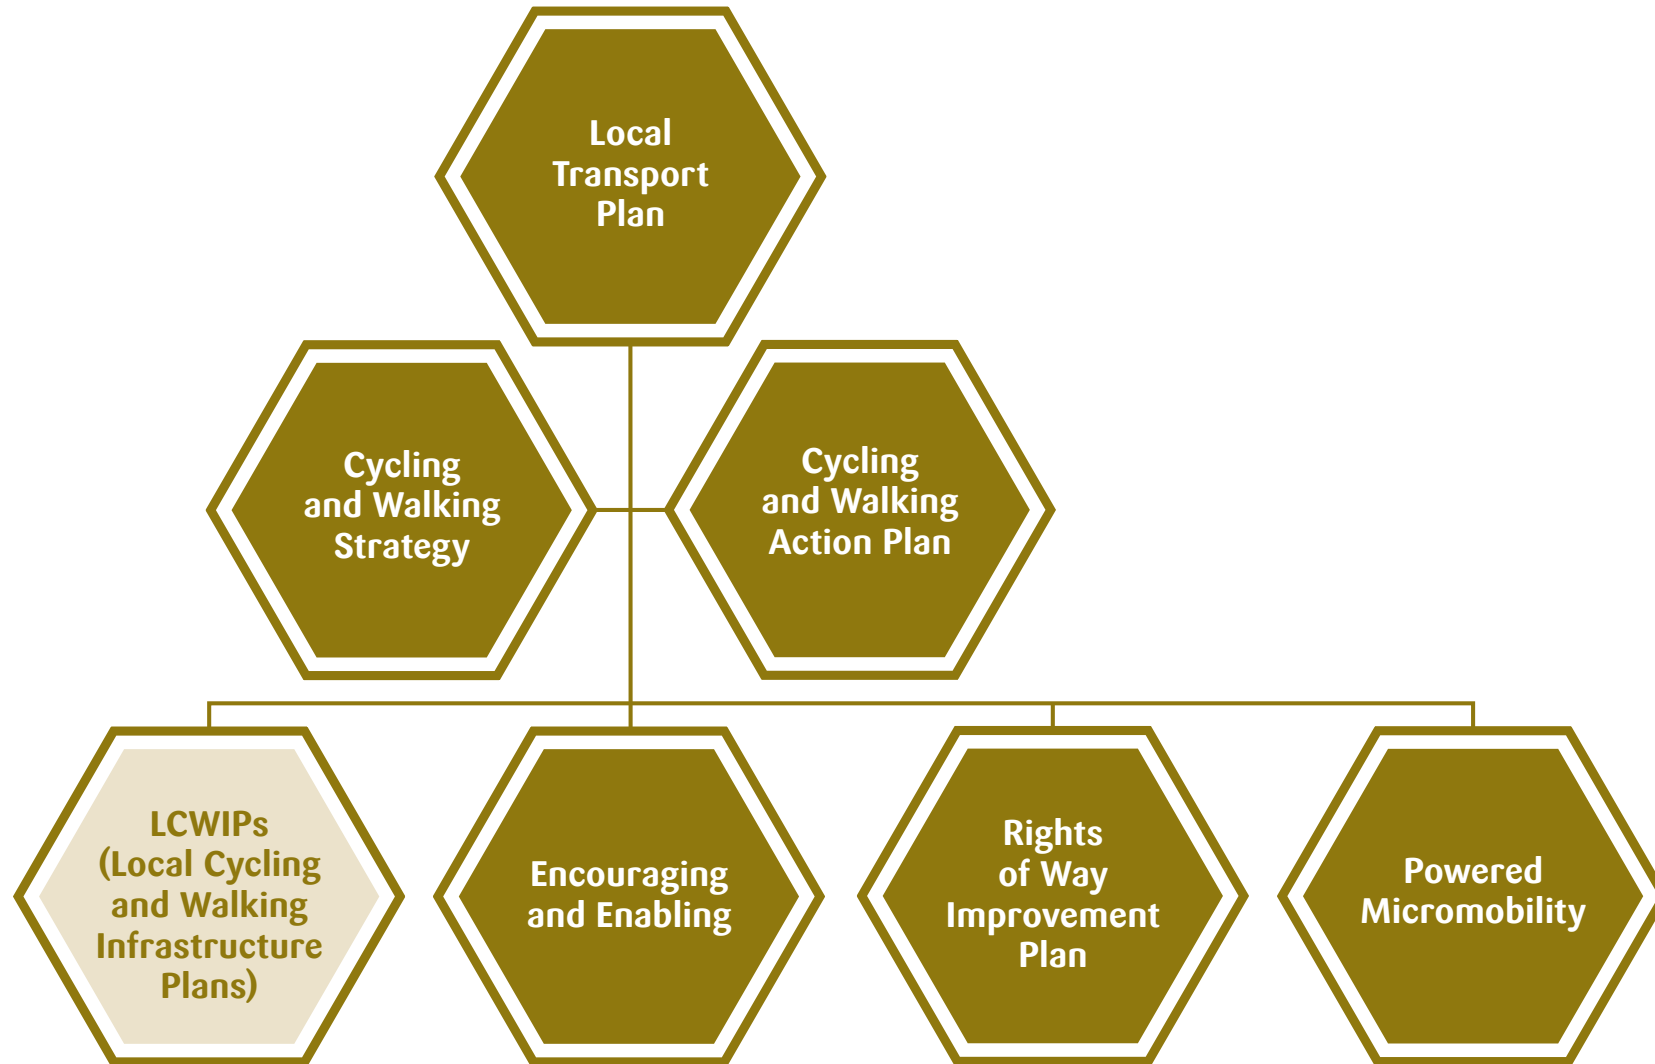 Local
Transport
Plan
Cycling
and Walking
Strategy
Cycling
and Walking
Action Plan
LCWIPs
(Local Cycling
and Walking
Infrastructure
Plans)
Encouraging
and Enabling
Rights
of Way
Improvement
Plan
Powered
Micromobility